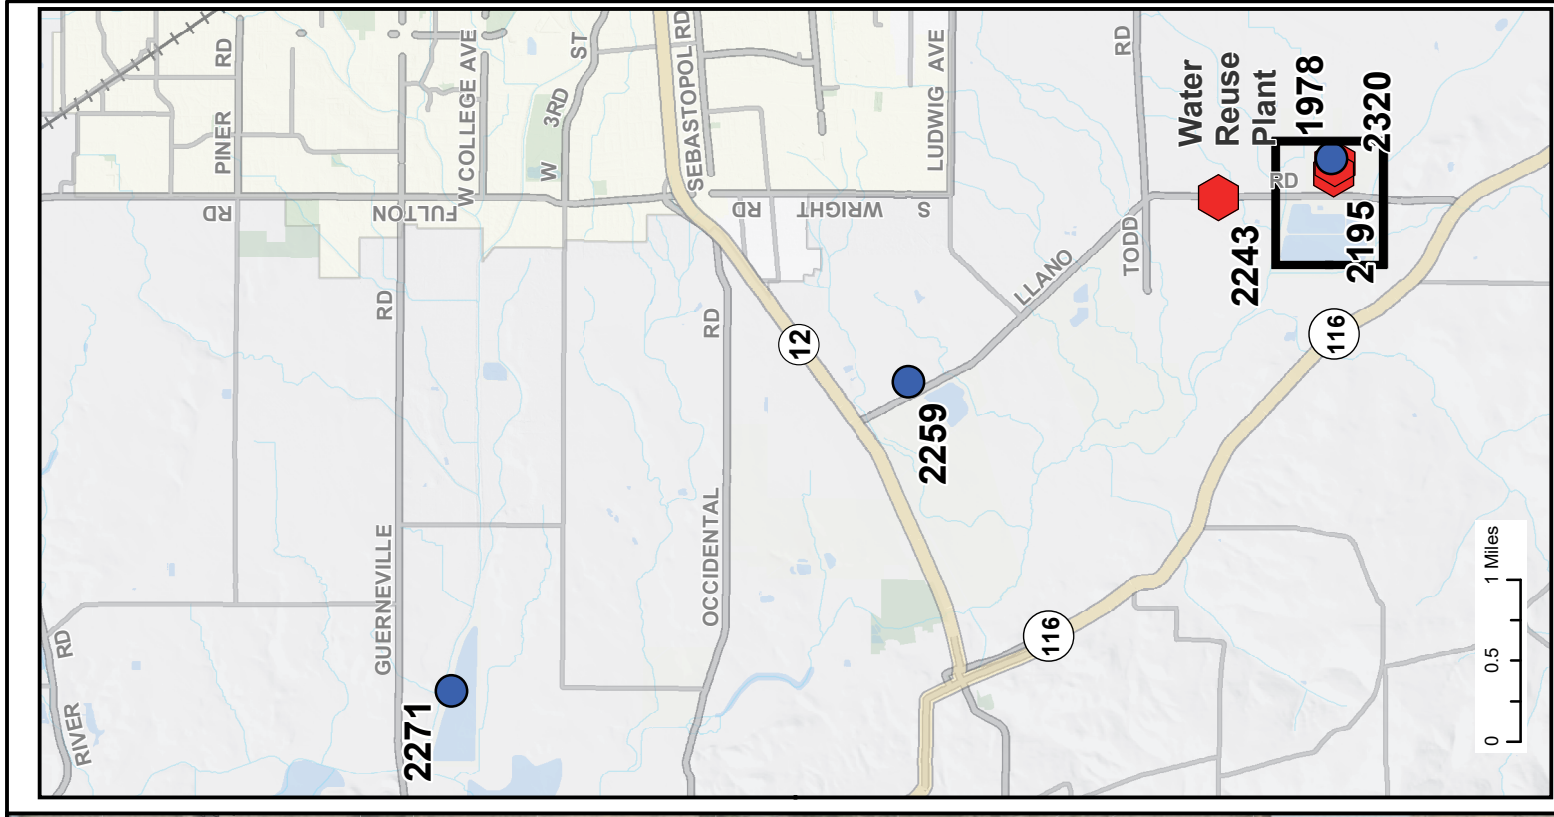 PINER
RD
W COLLEGE AVE
W
3RD
ST
SEBASTOPOL RD
LUDWIG AVE
RD
Water
Reuse
Plant
1978
2320
RD
2195
2243
RD
FULTON
RD
WRIGHT
S
TODD
LLANO
RD
RD
12
116
2259
GUERNEVILLE
OCCIDENTAL
RD
RIVER
2271
116
0 0.5 1 Miles